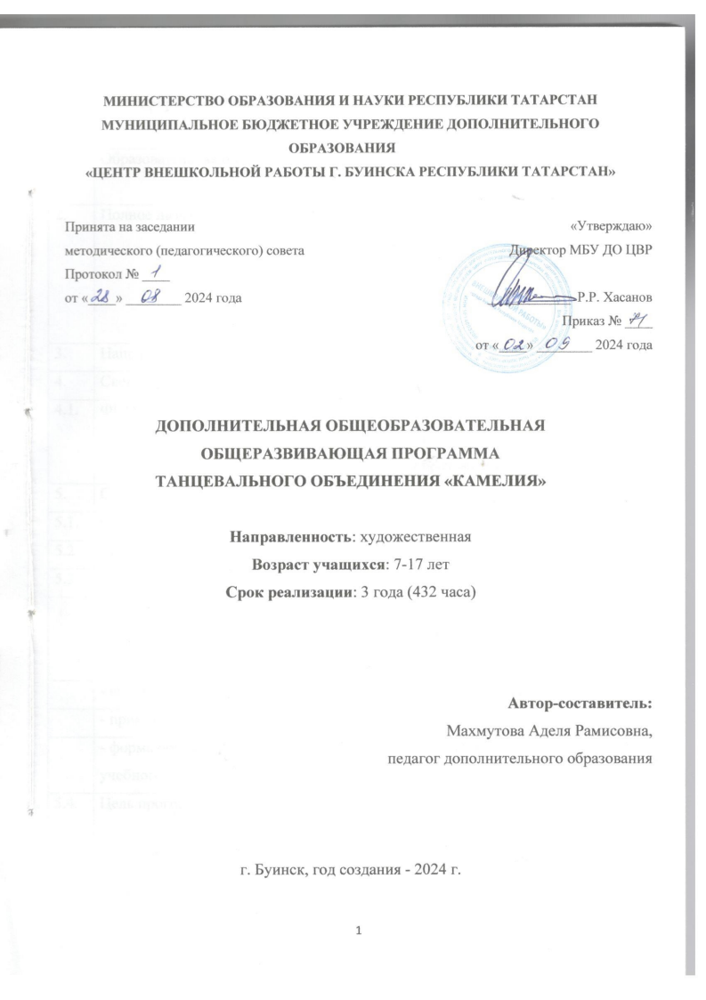 МИНИСТЕРСТВО ОБРАЗОВАНИЯ И НАУКИ РЕСПУБЛИКИ ТАТАРСТАН
МУНИЦИПАЛЬНОЕ БЮДЖЕТНОЕ УЧРЕЖДЕНИЕ ДОПОЛНИТЕЛЬНОГО
ОБРАЗОВАНИЯ
«ЦЕНТР ВНЕШКОЛЬНОЙ РАБОТЫ Г. БУИНСКА РЕСПУБЛИКИ ТАТАРСТАН»
Принята на заседании
методического (педагогического) совета
Протокол № 1
от «28» 08 2024 года
«Утверждаю»
Директор МБУ ДО ЦВР
Р.Р. Хасанов
Приказ № 71
от «02» 09 2024 года
ДОПОЛНИТЕЛЬНАЯ ОБЩЕОБРАЗОВАТЕЛЬНАЯ
ОБЩЕРАЗВИВАЮЩАЯ ПРОГРАММА
ТАНЦЕВАЛЬНОГО ОБЪЕДИНЕНИЯ «КАМЕЛИЯ»
Направленность: художественная
Возраст учащихся: 7-17 лет
Срок реализации: 3 года (432 часа)
Автор-составитель:
Махмутова Аделя Рамисовна,
педагог дополнительного образования
г. Буинск, год создания - 2024 г.
1